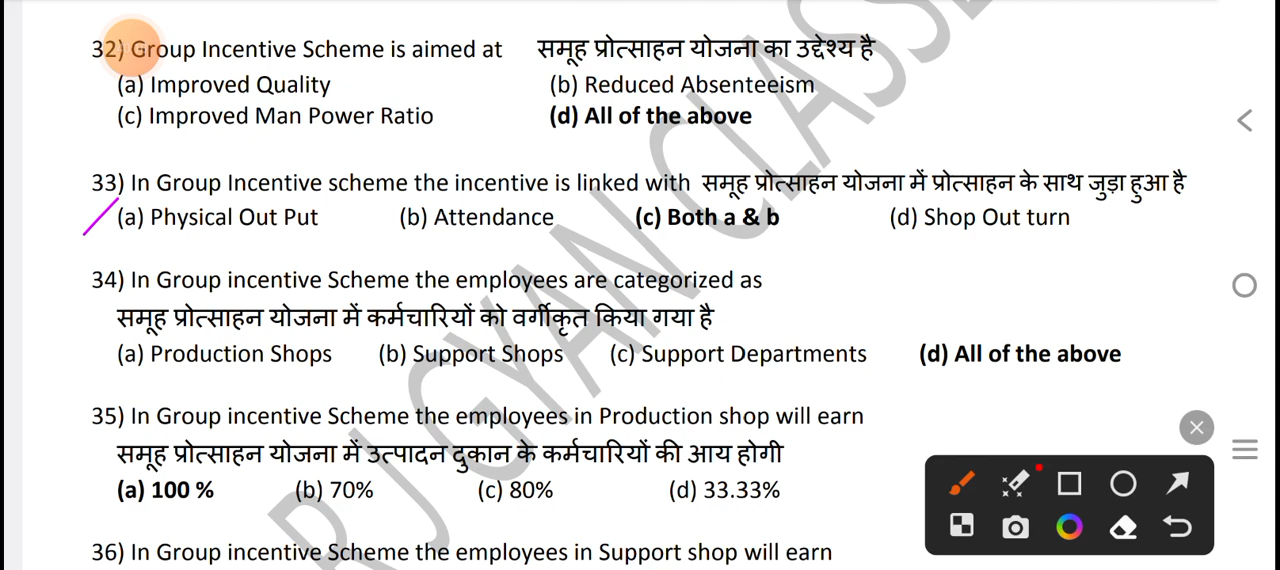 32) Group Incentive Scheme is aimed at समूह प्रोत्साहन योजना का उद्देश्य है
(a) Improved Quality (b) Reduced Absenteeism
(c) Improved Man Power Ratio (d) All of the above
33) In Group Incentive scheme the incentive is linked with समूह प्रोत्साहन योजना में प्रोत्साहन के साथ जुड़ा हुआ है
(a) Physical Out Put (b) Attendance (c) Both a & b (d) Shop Out turn
34) In Group incentive Scheme the employees are categorized as
समूह प्रोत्साहन योजना में कर्मचारियों को वर्गीकृत किया गया है
(a) Production Shops (b) Support Shops (c) Support Departments (d) All of the above
35) In Group incentive Scheme the employees in Production shop will earn
समूह प्रोत्साहन योजना में उत्पादन दुकान के कर्मचारियों की आय होगी
(a) 100 % (b) 70% (c) 80% (d) 33.33%
36) In Group incentive Scheme the employees in Support shop will earn
RJ GYAN CLASSE